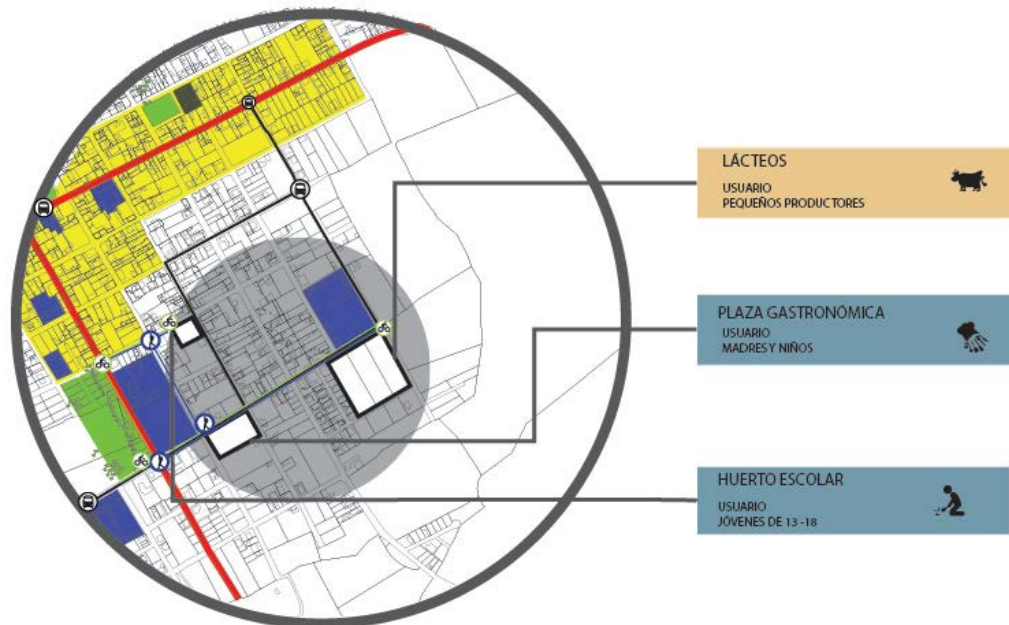 LÁCTEOS
USUARIO
PEQUEÑOS PRODUCTORES
PLAZA GASTRONÓMICA
USUARIO
MADRES Y NIÑOS
HUERTO ESCOLAR
USUARIO
JÓVENES DE 13 -18